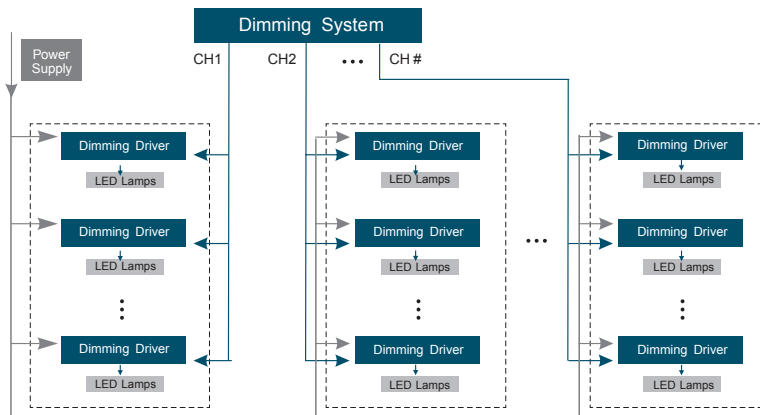 Dimming System
Power
Supply
CH1
CH2
CH #
Dimming Driver
LED Lamps
Dimming Driver
LED Lamps
Dimming Driver
LED Lamps
Dimming Driver
LED Lamps
Dimming Driver
LED Lamps
Dimming Driver
LED Lamps
Dimming Driver
LED Lamps
Dimming Driver
LED Lamps
Dimming Driver
LED Lamps